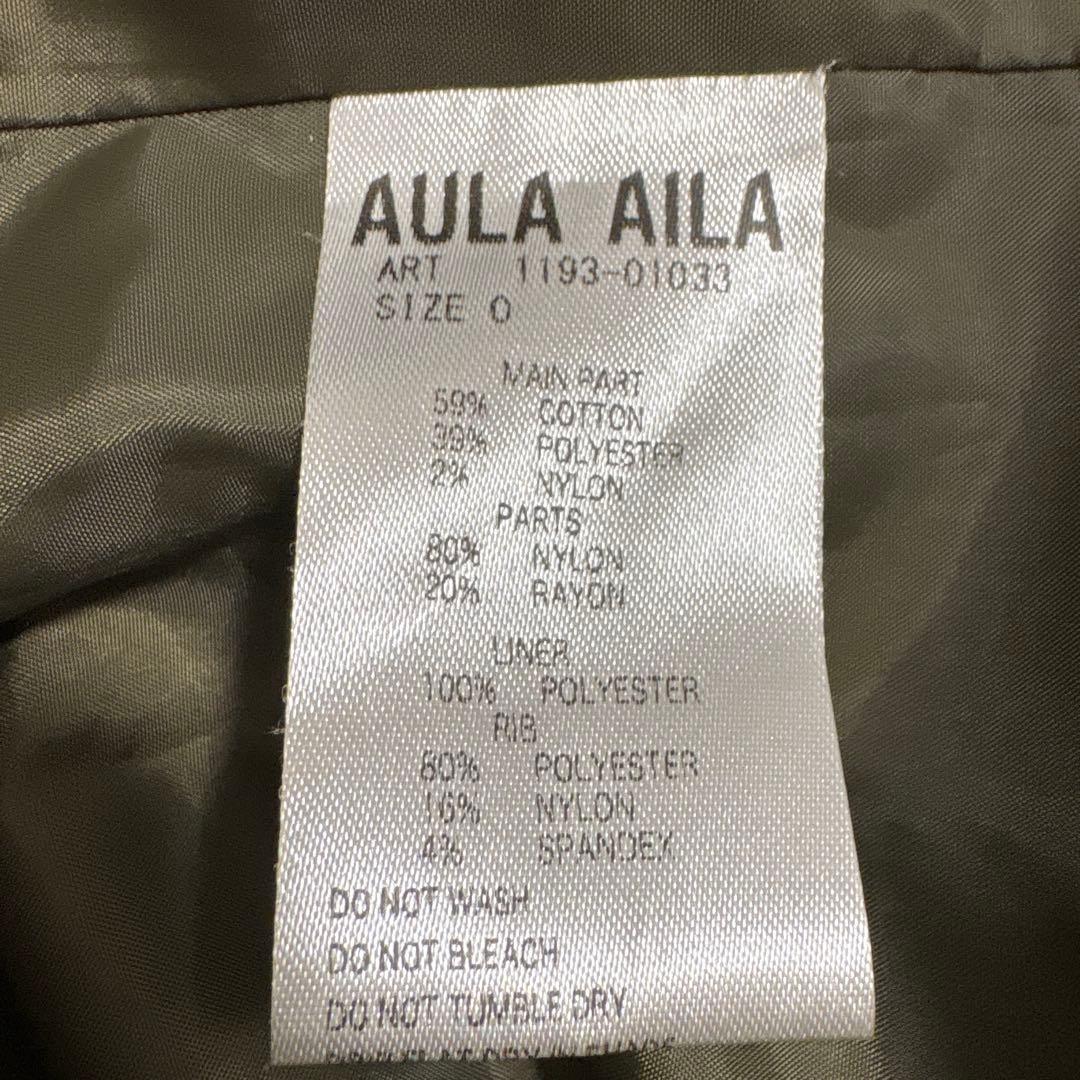 AULA AILA
ART 1193-01033
SIZE 0
MAIN PART
59% COTTON
39% POLYESTER
2% NYLON
PARTS
80% NYLON
20% RAYON
LINER
100% POLYESTER
RIB
80% POLYESTER
16% NYLON
4% SPANDEX
DO NOT WASH
DO NOT BLEACH
DO NOT TUMBLE DRY